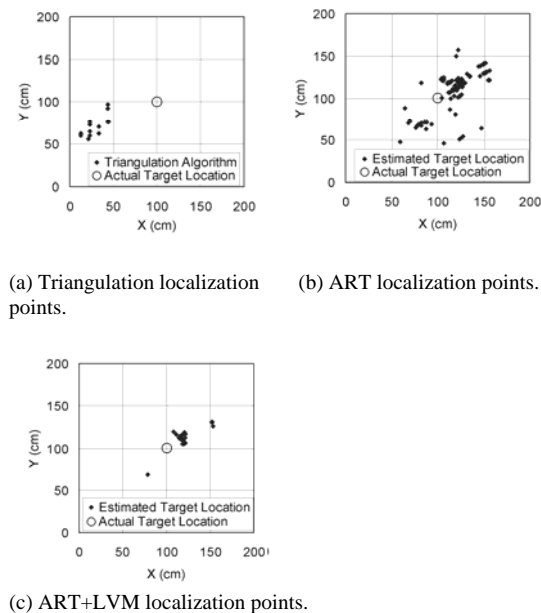 200
150
100
50
0
Y (cm)
Triangulation Algorithm
Actual Target Location
0 50 100 150 200
X (cm)
(a) Triangulation localization
points.
200
150
100
50
0
Y (cm)
Estimated Target Location
Actual Target Location
0 50 100 150 200
X (cm)
(b) ART localization points.
200
150
100
50
0
Y (cm)
Estimated Target Location
Actual Target Location
0 50 100 150 200
X (cm)
(c) ART+LVM localization points.